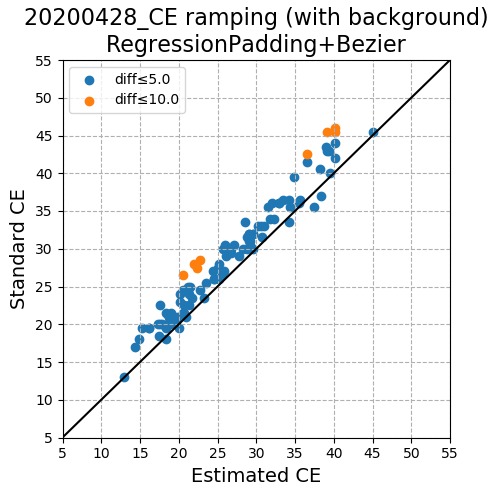 20200428_CE ramping (with background)
RegressionPadding+Bezier
diff≤5.0
diff≤10.0
Standard CE
55
50
45
40
35
30
25
20
15
10
5
5 10 15 20 25 30 35 40 45 50 55
Estimated CE